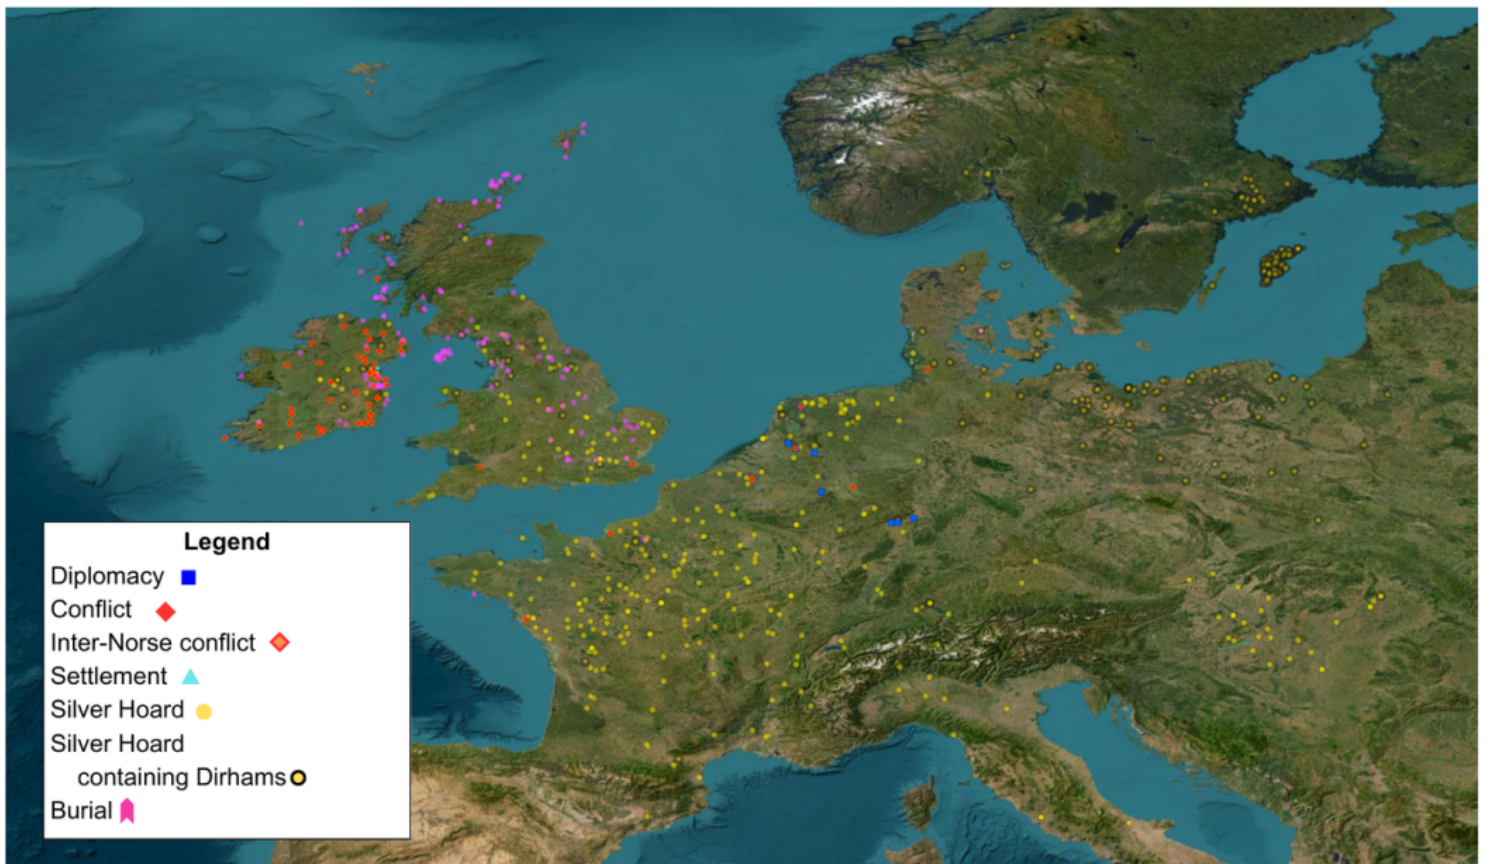 Legend
Diplomacy
Conflict
Inter-Norse conflict
Settlement
Silver Hoard
Silver Hoard
containing Dirhams
Burial